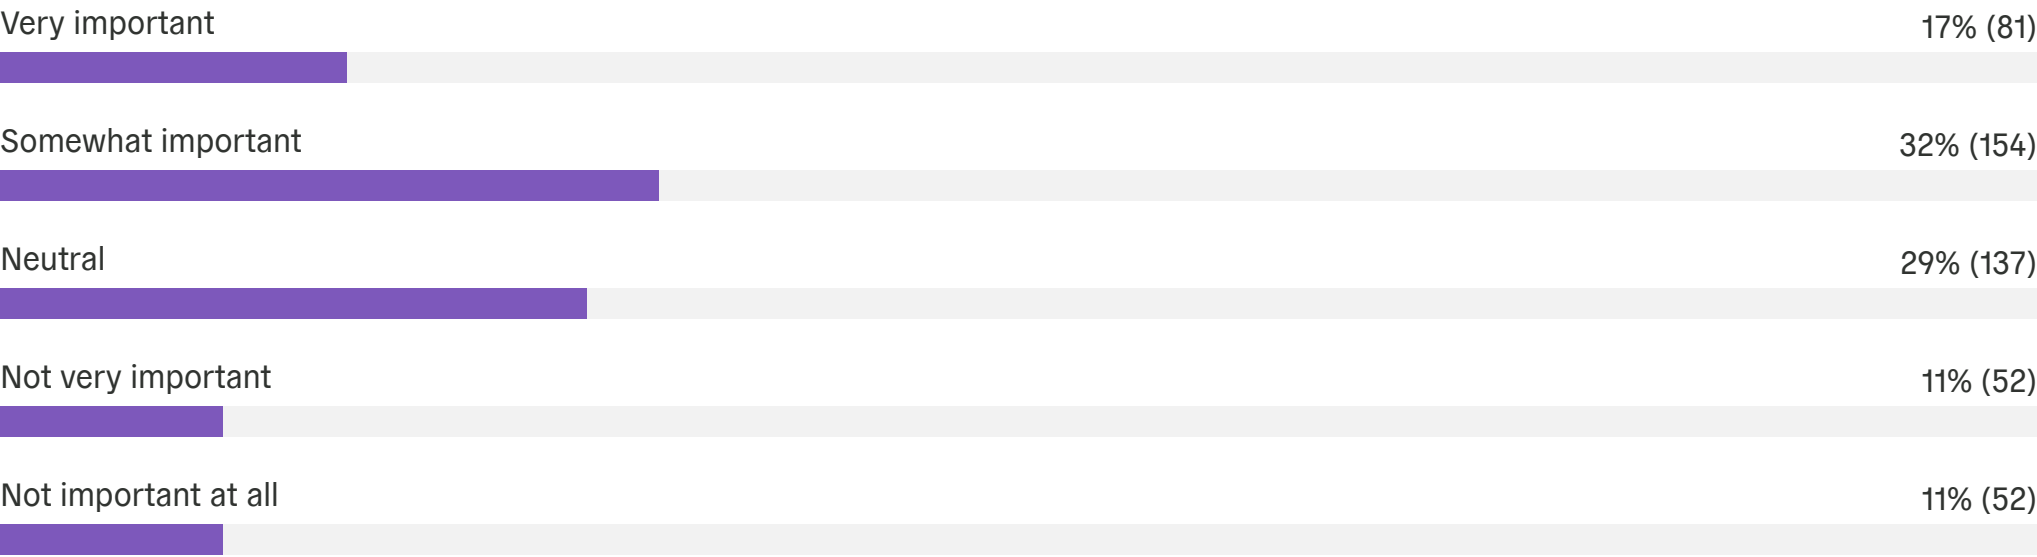 Very important 17% (81)
Somewhat important 32% (154)
Neutral 29% (137)
Not very important 11% (52)
Not important at all 11% (52)